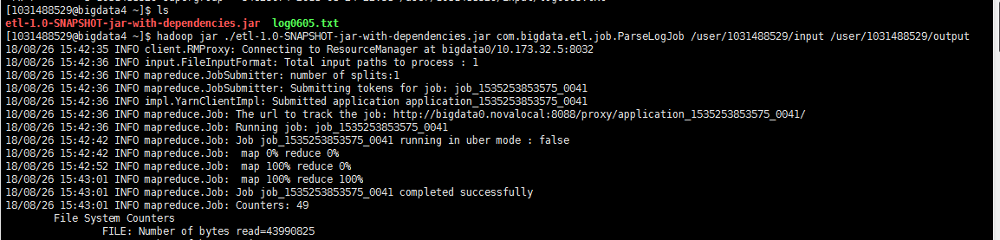 [1031488529@bigdata4 ~]$ ls
etl-1.0-SNAPSHOT-jar-with-dependencies.jar log0605.txt
[1031488529@bigdata4 ~]$ hadoop jar ./etl-1.0-SNAPSHOT-jar-with-dependencies.jar com.bigdata.etl.job.ParseLogJob /user/1031488529/input /user/1031488529/output
18/08/26 15:42:35 INFO client.RMProxy: Connecting to ResourceManager at bigdata0/10.173.32.5:8032
18/08/26 15:42:36 INFO input.FileInputFormat: Total input paths to process : 1
18/08/26 15:42:36 INFO mapreduce.JobSubmitter: number of splits:1
18/08/26 15:42:36 INFO mapreduce.JobSubmitter: Submitting tokens for job: job_1535253853575_0041
18/08/26 15:42:36 INFO impl.YarnClientImpl: Submitted application application_1535253853575_0041
18/08/26 15:42:36 INFO mapreduce.Job: The url to track the job: http://bigdata0.novalocal:8088/proxy/application_1535253853575_0041/
18/08/26 15:42:36 INFO mapreduce.Job: Running job: job_1535253853575_0041
18/08/26 15:42:42 INFO mapreduce.Job: Job job_1535253853575_0041 running in uber mode : false
18/08/26 15:42:42 INFO mapreduce.Job: map 0% reduce 0%
18/08/26 15:42:52 INFO mapreduce.Job: map 100% reduce 0%
18/08/26 15:43:01 INFO mapreduce.Job: map 100% reduce 100%
18/08/26 15:43:01 INFO mapreduce.Job: Job job_1535253853575_0041 completed successfully
18/08/26 15:43:01 INFO mapreduce.Job: Counters: 49
File System Counters
FILE: Number of bytes read=43990825